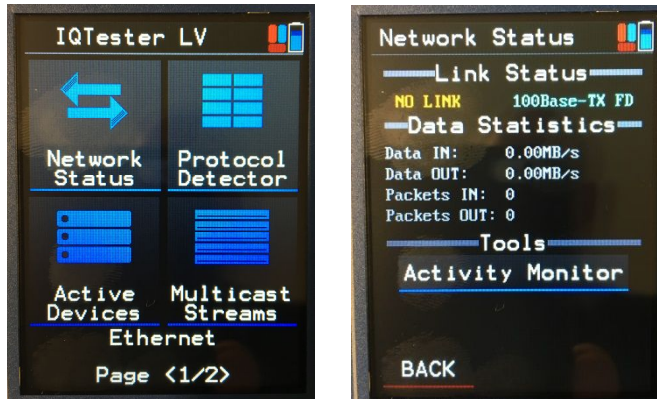 IQTester LV
Network Status
Protocol Detector
Active Devices
Multicast Streams
Ethernet
Page <1/2>
Network Status
Link Status
NO LINK 100Base-TX FD
Data Statistics
Data IN: 0.00MB/s
Data OUT: 0.00MB/s
Packets IN: 0
Packets OUT: 0
Tools
Activity Monitor
BACK